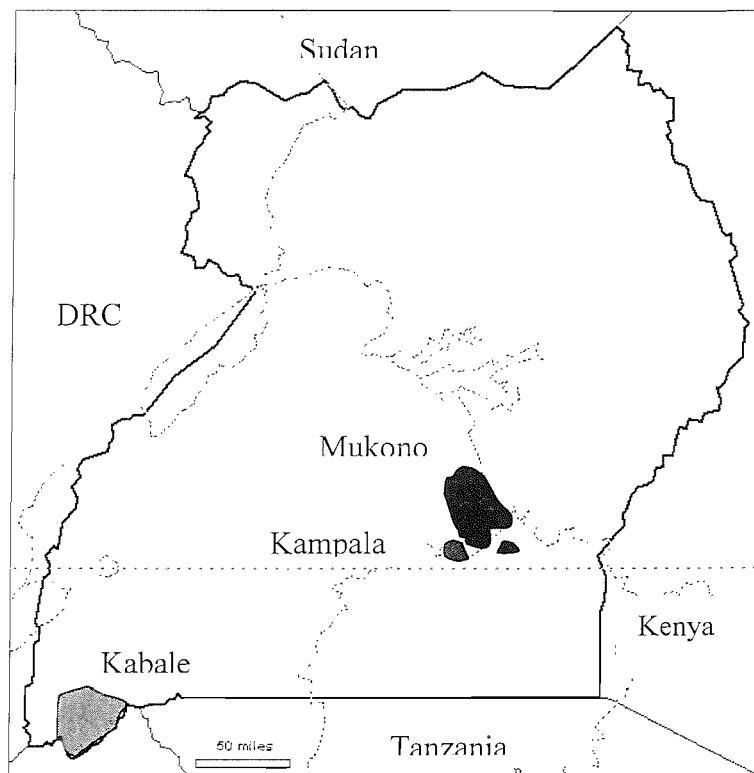 Sudan
DRC
Mukono
Kampala
Kenya
Kabale
50 miles
Tanzania